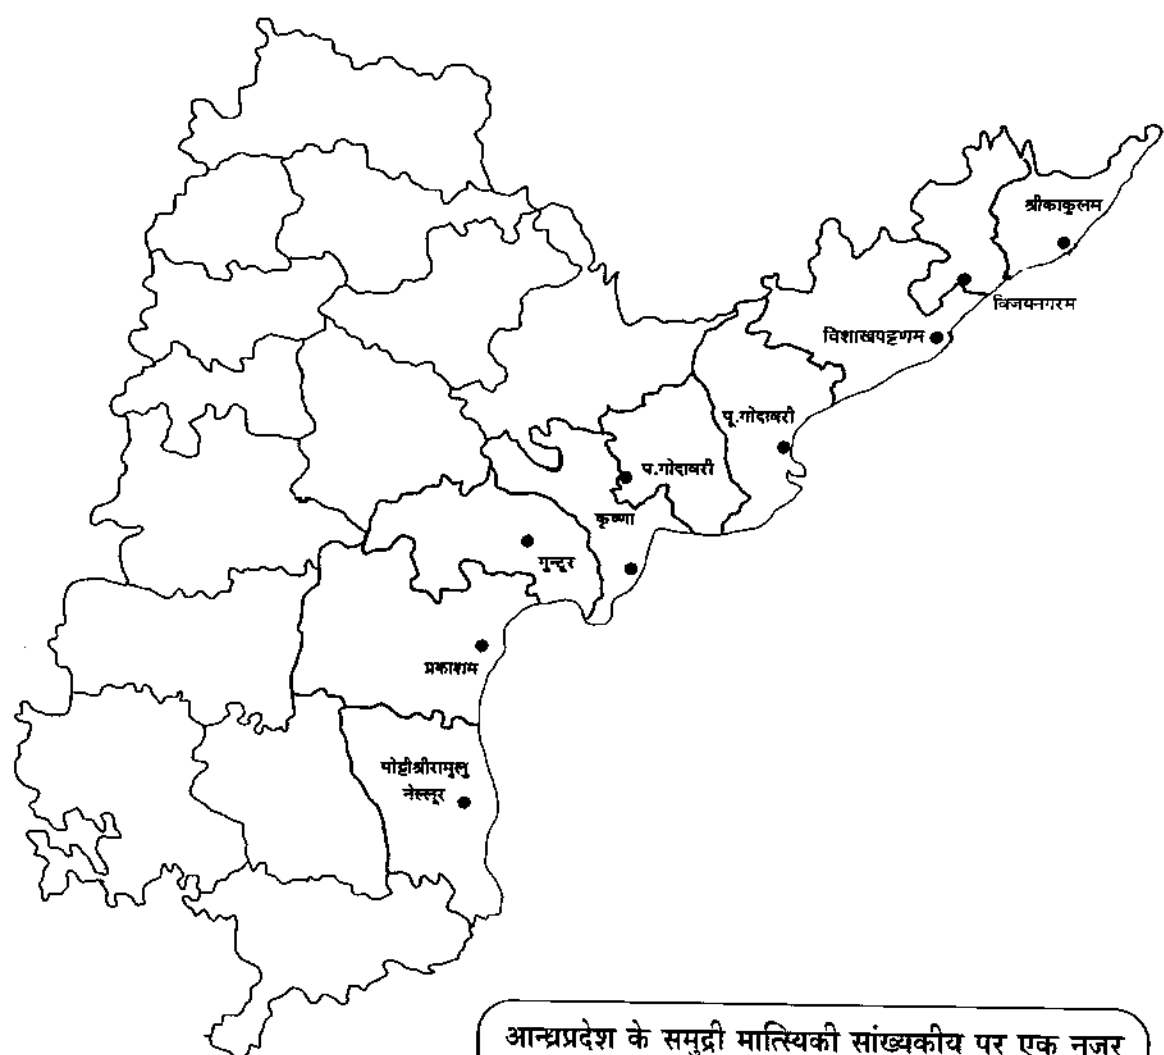 श्रीकाकुलम
विजयनगरम
विशाखपट्टणम
पू.गोदावरी
प.गोदावरी
कृष्णा
गुन्टूर
प्रकाशम
पोट्टीश्रीरामुलु
नेल्लूर
आन्ध्रप्रदेश के समुद्री मात्स्यिकी सांख्यकीय पर एक नजर